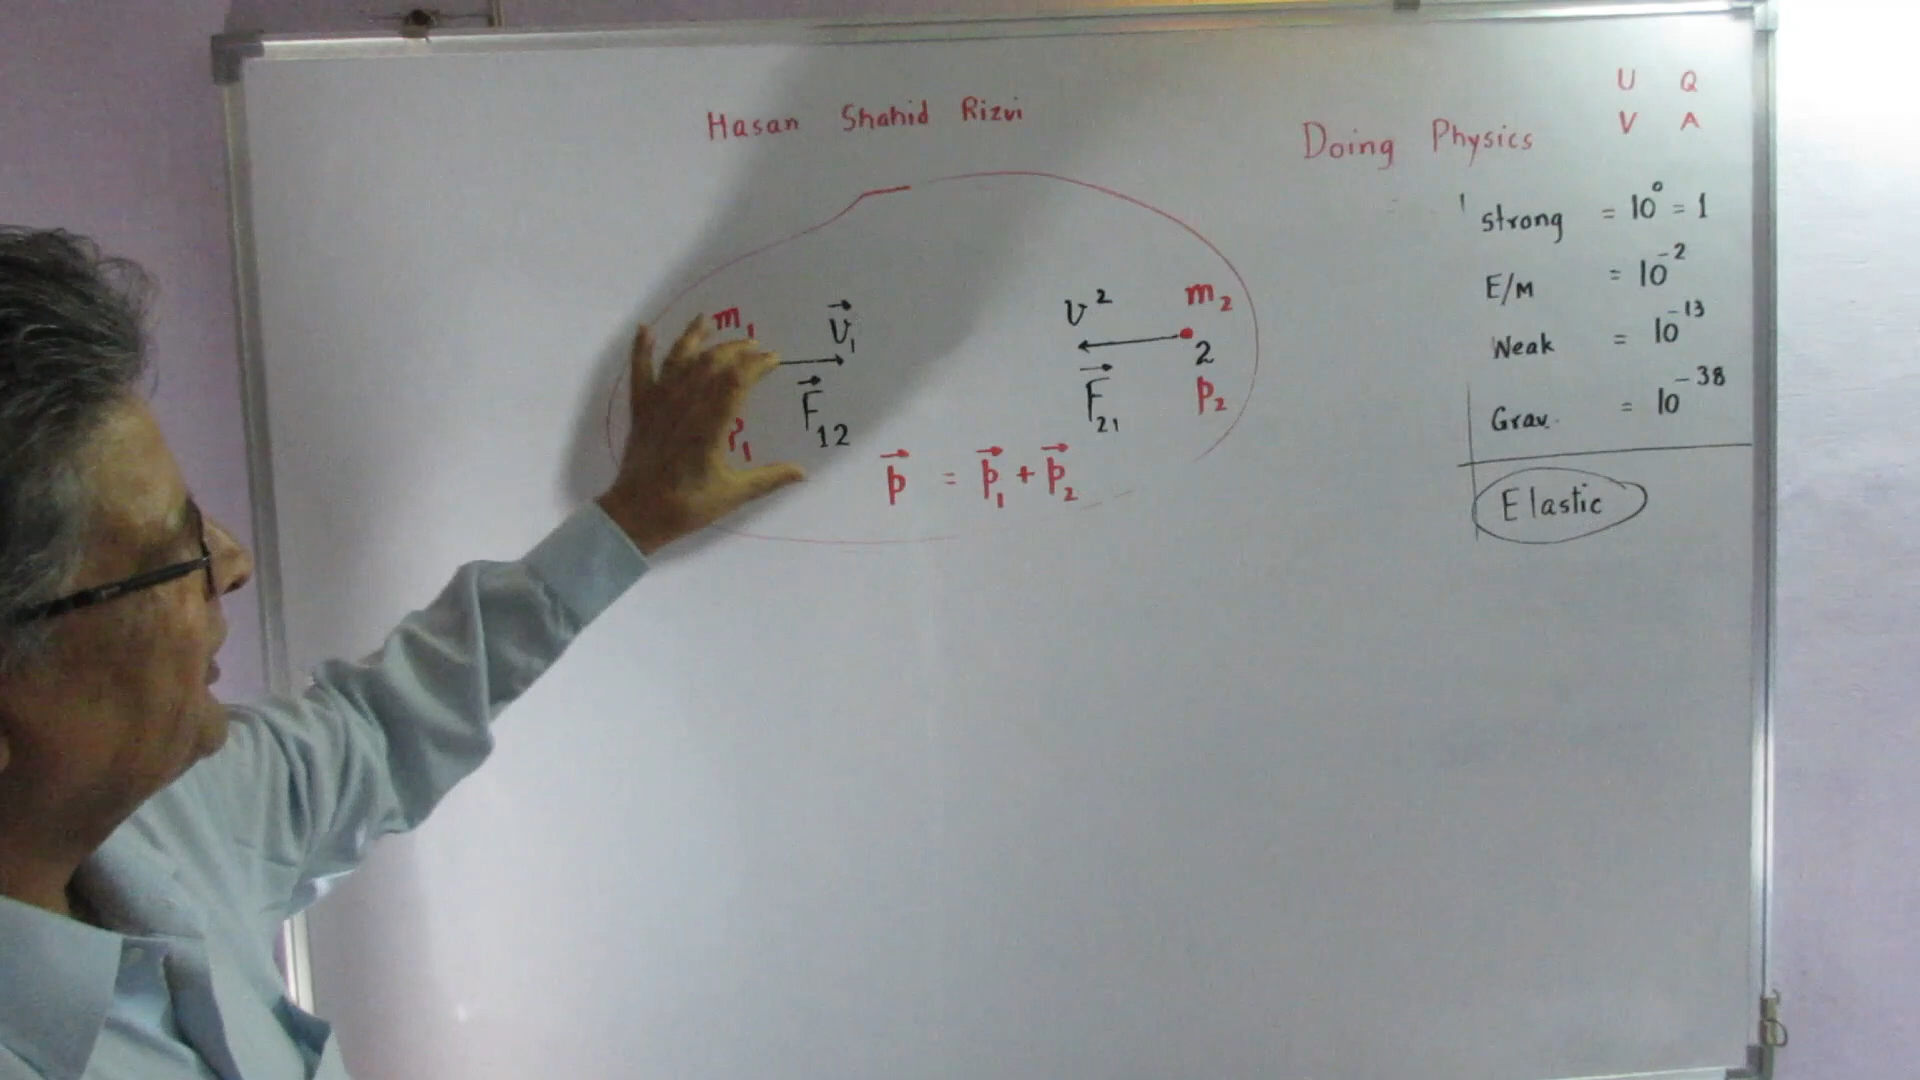 Hasan Shahid Rizvi
Doing Physics
U Q
V A
strong = 10⁰ = 1
E/M = 10⁻²
Weak = 10⁻¹³
Grav. = 10⁻³⁸
Elastic
m₁ v⃗₁
F⃗₁₂
p₁
v² m₂
2
F⃗₂₁ p₂
p⃗ = p⃗₁ + p⃗₂